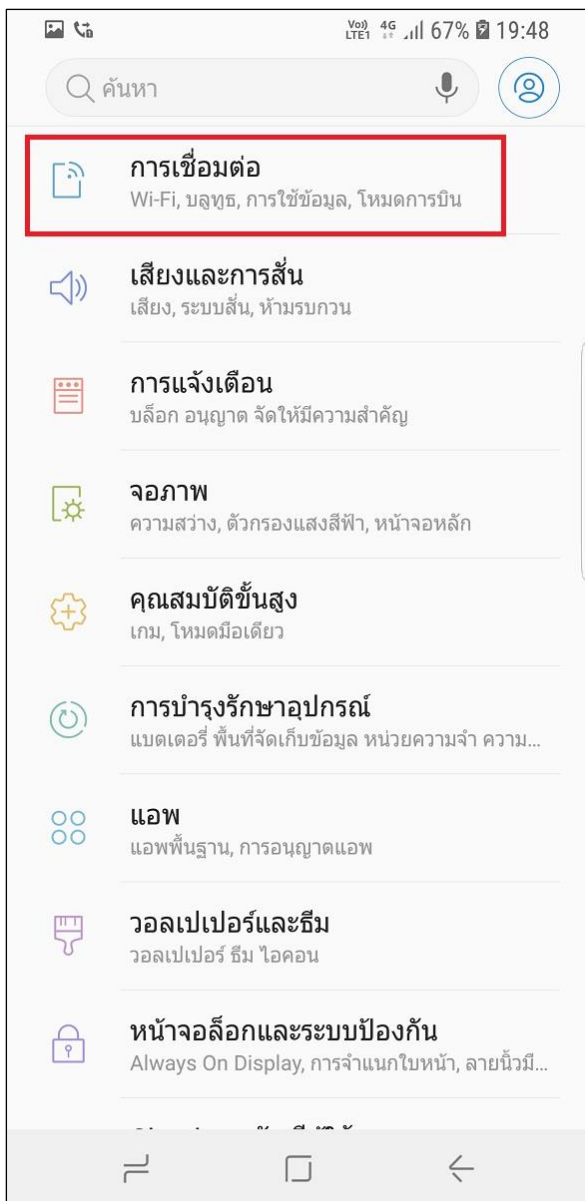 Vo)) LTE1 4G 67% 19:48
ค้นหา
การเชื่อมต่อ
Wi-Fi, บลูทูธ, การใช้ข้อมูล, โหมดการบิน
เสียงและการสั่น
เสียง, ระบบสั่น, ห้ามรบกวน
การแจ้งเตือน
บล็อก อนุญาต จัดให้มีความสำคัญ
จอภาพ
ความสว่าง, ตัวกรองแสงสีฟ้า, หน้าจอหลัก
คุณสมบัติขั้นสูง
เกม, โหมดมือเดียว
การบำรุงรักษาอุปกรณ์
แบตเตอรี่ พื้นที่จัดเก็บข้อมูล หน่วยความจำ ความ...
แอพ
แอพพื้นฐาน, การอนุญาตแอพ
วอลเปเปอร์และธีม
วอลเปเปอร์ ธีม ไอคอน
หน้าจอล็อกและระบบป้องกัน
Always On Display, การจำแนกใบหน้า, ลายนิ้วมื...